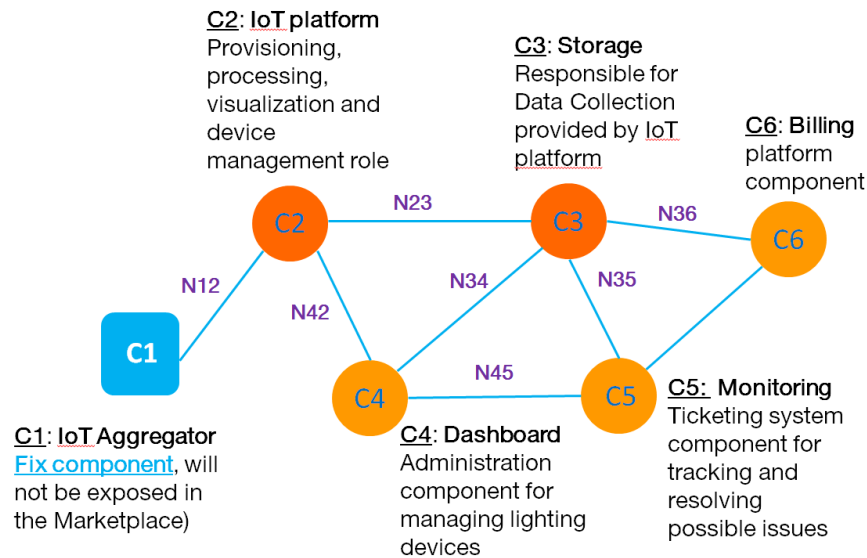 C2: IoT platform
Provisioning,
processing,
visualization and
device
management role
C3: Storage
Responsible for
Data Collection
provided by IoT
platform
C6: Billing
platform
component
N23
N36
C2
C3
C6
N12
N42
N34
N35
C1
N45
C4
C5
C1: IoT Aggregator
Fix component, will
not be exposed in
the Marketplace)
C4: Dashboard
Administration
component for
managing lighting
devices
C5: Monitoring
Ticketing system
component for
tracking and
resolving
possible issues